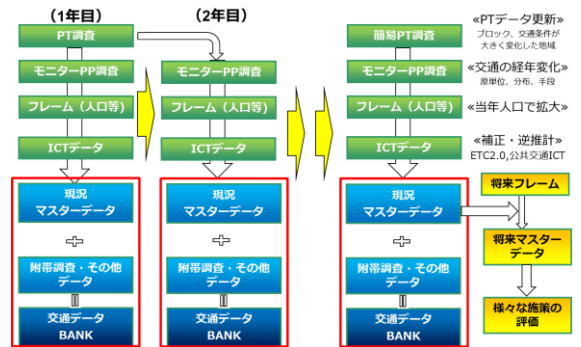 （1年目）
PT調査
モニターPP調査
フレーム（人口等）
ICTデータ
現況
マスターデータ
附帯調査・その他
データ
交通データ
BANK
（2年目）
モニターPP調査
フレーム（人口等）
ICTデータ
現況
マスターデータ
附帯調査・その他
データ
交通データ
BANK
簡易PT調査
モニターPP調査
フレーム（人口等）
ICTデータ
現況
マスターデータ
附帯調査・その他
データ
交通データ
BANK
«PTデータ更新»
ブロック、交通条件が
大きく変化した地域
«交通の経年変化»
原単位、分布、手段
«当年人口で拡大»
«補正・逆推計»
ETC2.0,公共交通ICT
将来フレーム
将来マスター
データ
様々な施策の
評価